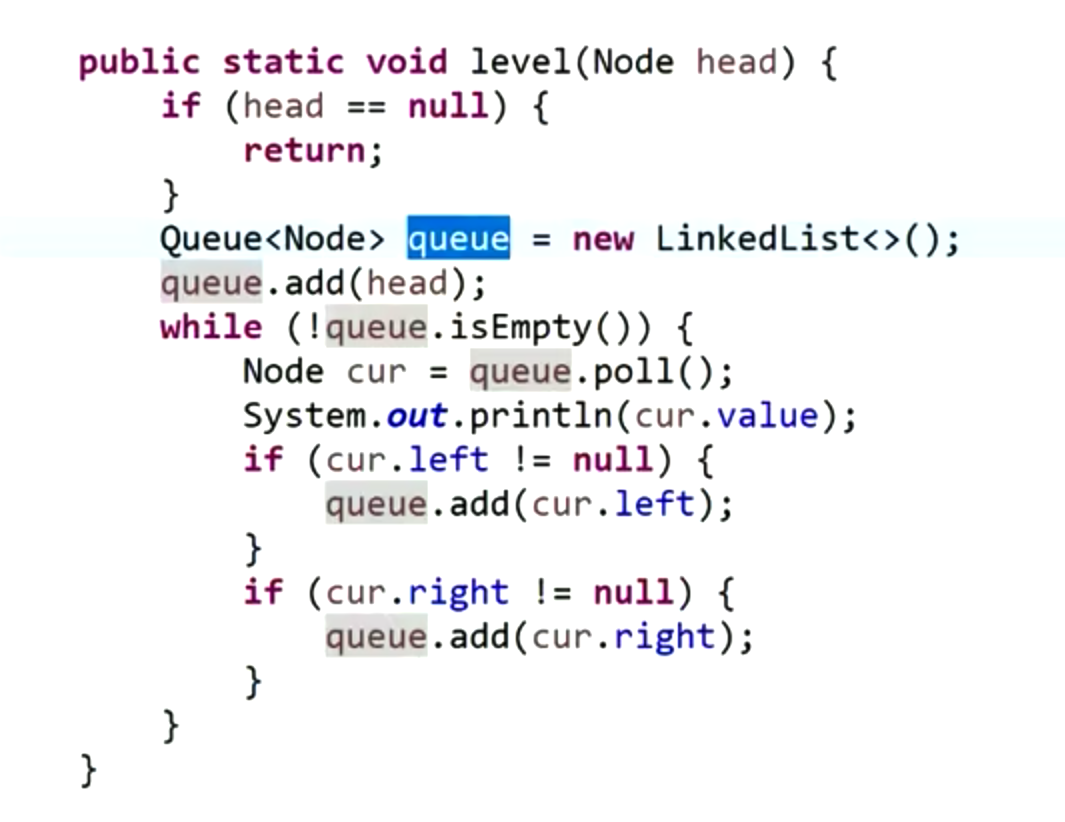 public static void level(Node head) {
    if (head == null) {
        return;
    }
    Queue<Node> queue = new LinkedList<>();
    queue.add(head);
    while (!queue.isEmpty()) {
        Node cur = queue.poll();
        System.out.println(cur.value);
        if (cur.left != null) {
            queue.add(cur.left);
        }
        if (cur.right != null) {
            queue.add(cur.right);
        }
    }
}